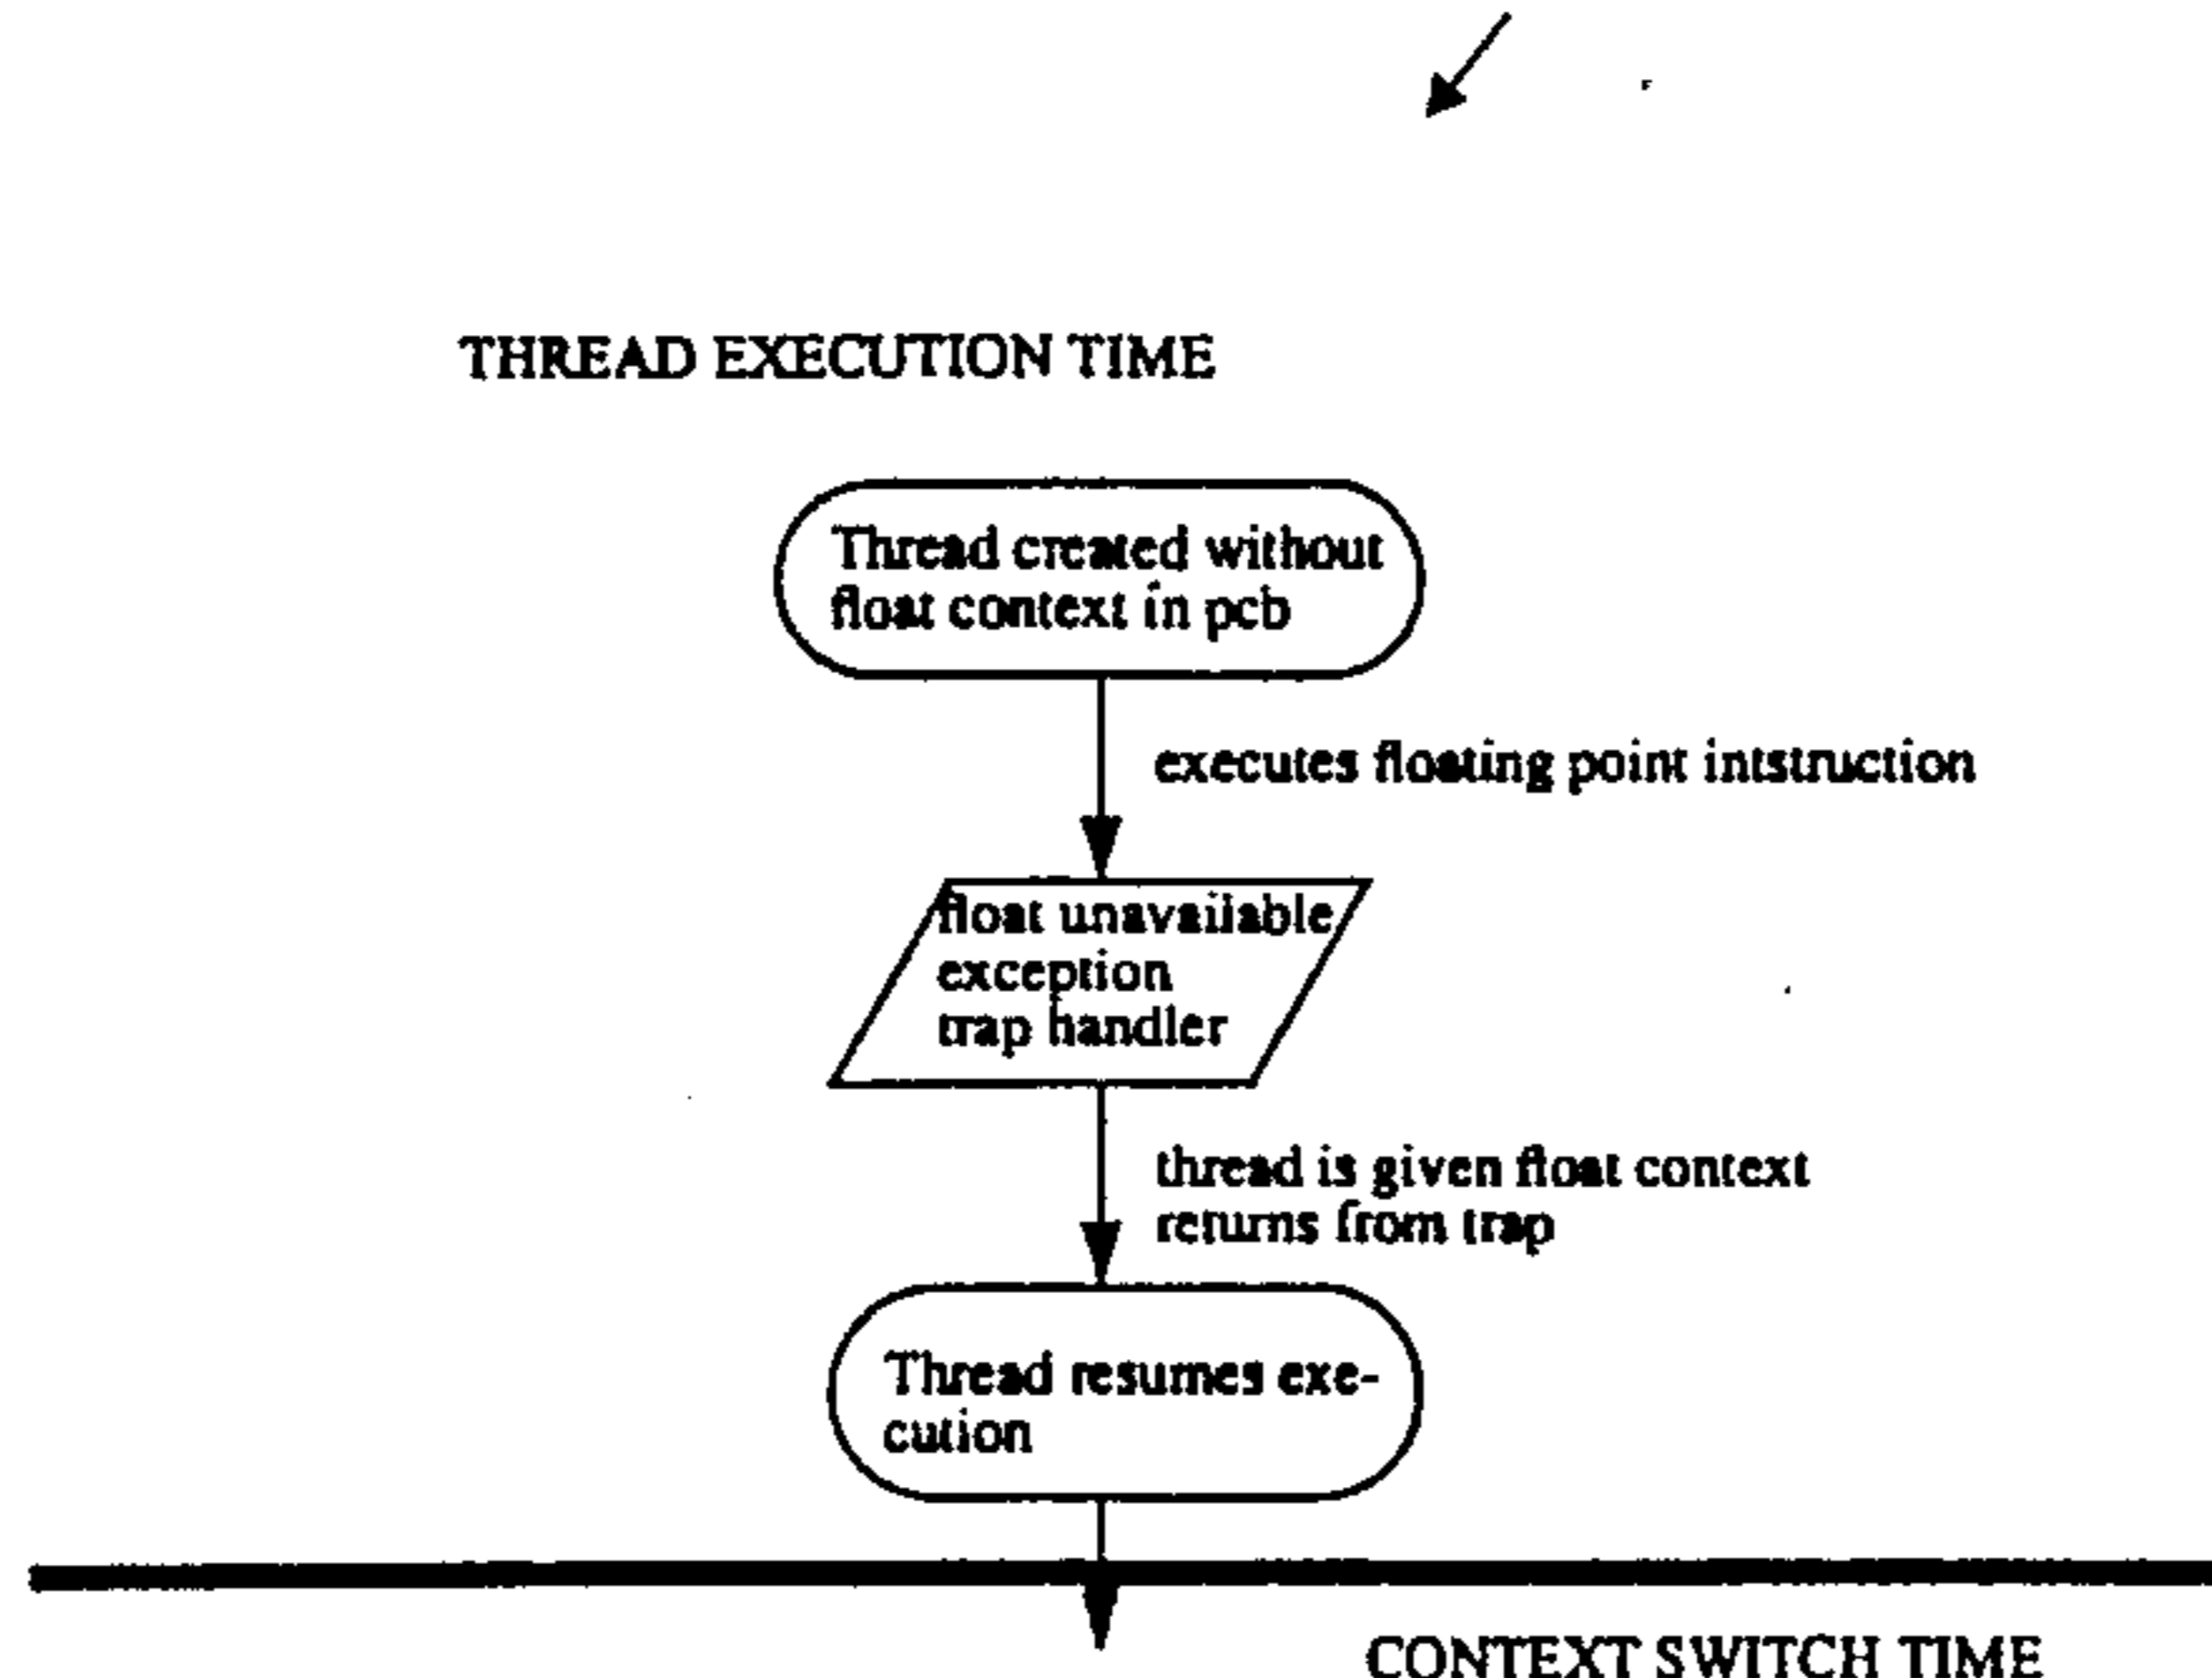 THREAD EXECUTION TIME
Thread created without
float context in pcb
executes floating point intstruction
float unavailable
exception
trap handler
thread is given float context
returns from trap
Thread resumes exe-
cution
CONTEXT SWITCH TIME